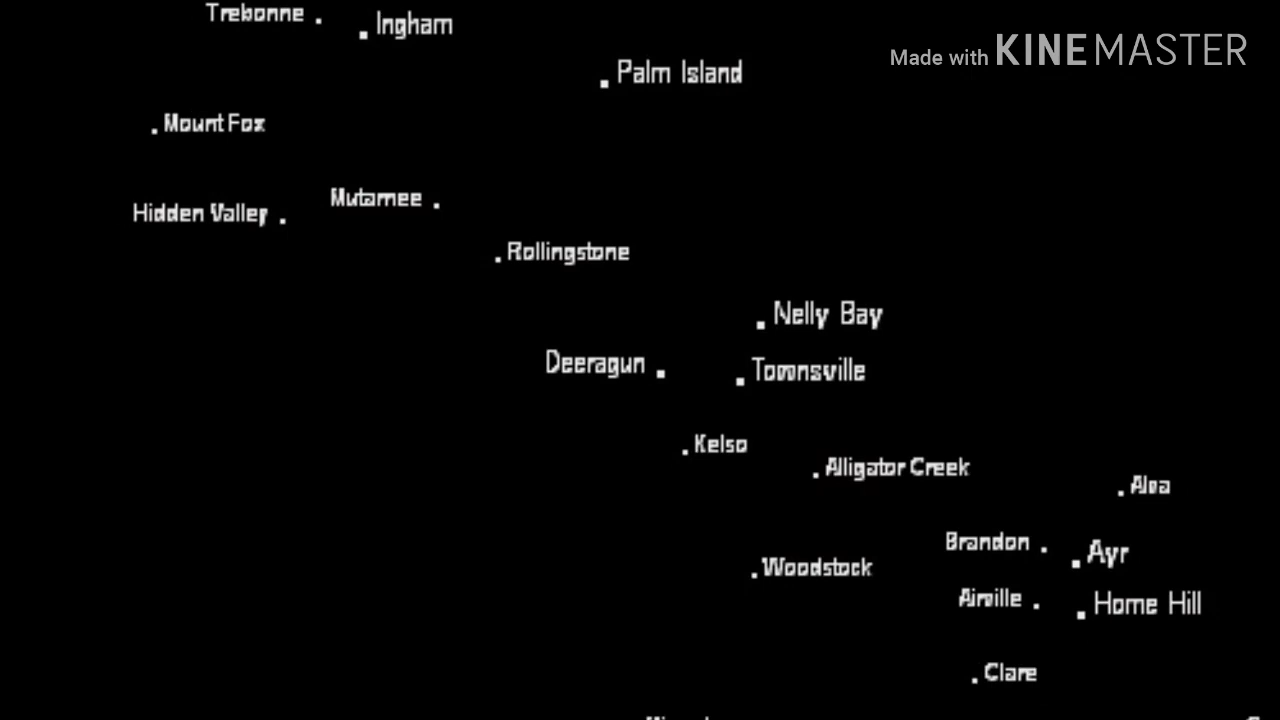 Trebonne
Ingham
Made with KINEMASTER
Palm Island
Mount Fox
Mutarnee
Hidden Valley
Rollingstone
Nelly Bay
Deeragun
Townsville
Kelso
Alligator Creek
Alva
Brandon
Ayr
Woodstock
Airville
Home Hill
Clare